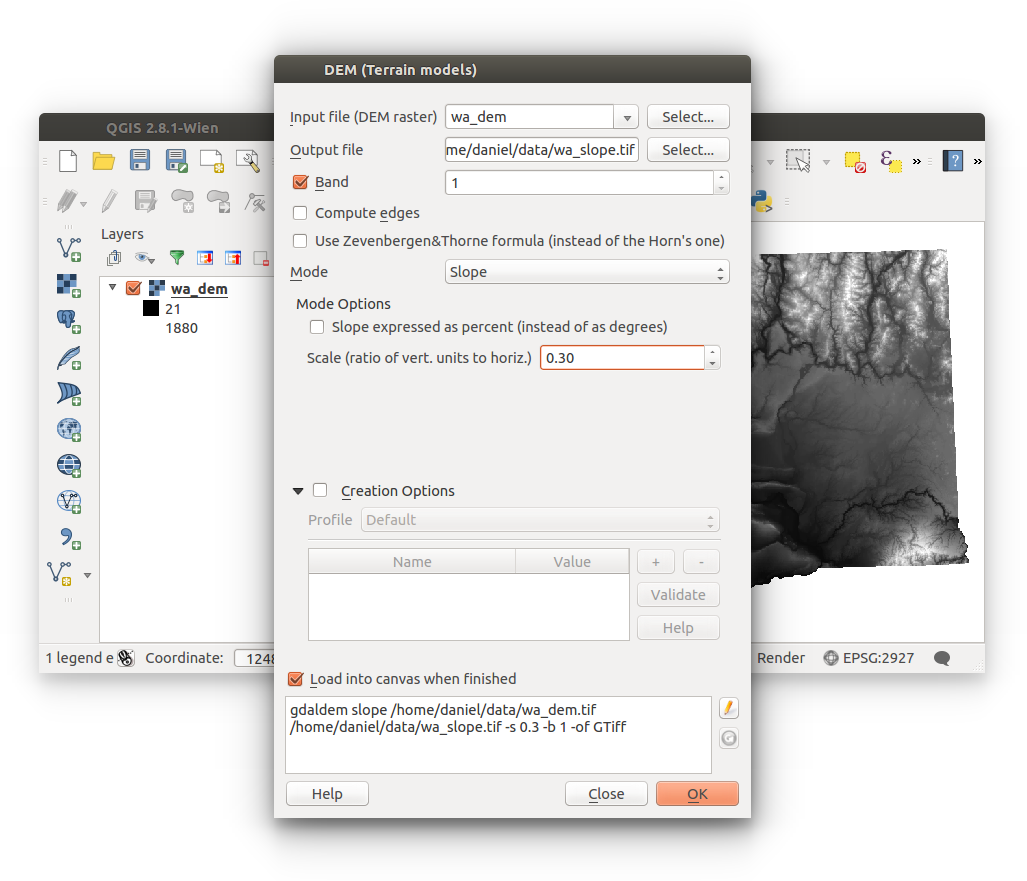 DEM (Terrain models)
QGIS 2.8.1-Wien
Input file (DEM raster) wa_dem Select...
Output file me/daniel/data/wa_slope.tif Select...
Band 1
Compute edges
Use Zevenbergen&Thorne formula (instead of the Horn's one)
Mode Slope
Mode Options
Slope expressed as percent (instead of as degrees)
Scale (ratio of vert. units to horiz.) 0.30
Creation Options
Profile Default
Name Value + -
Validate
Help
Load into canvas when finished
gdaldem slope /home/daniel/data/wa_dem.tif
/home/daniel/data/wa_slope.tif -s 0.3 -b 1 -of GTiff
Help Close OK
Layers
wa_dem
21
1880
1 legend e Coordinate: 1248 Render EPSG:2927